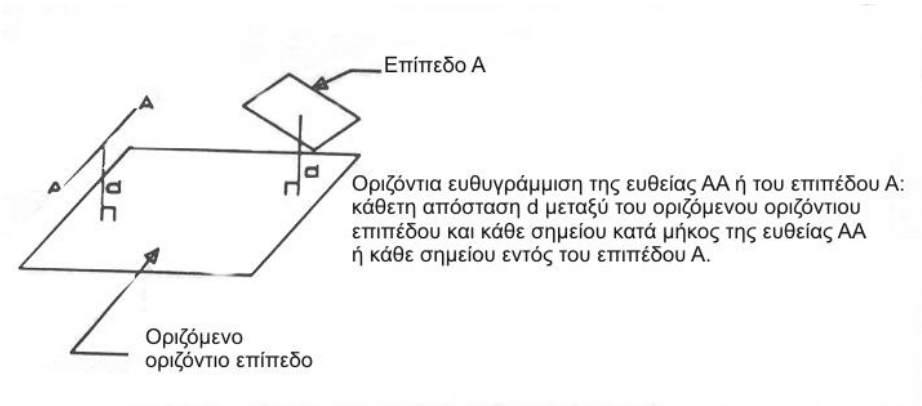 Επίπεδο Α
A
A
d
d
Οριζόντια ευθυγράμμιση της ευθείας ΑΑ ή του επιπέδου Α:
κάθετη απόσταση d μεταξύ του οριζόμενου οριζόντιου
επιπέδου και κάθε σημείου κατά μήκος της ευθείας ΑΑ
ή κάθε σημείου εντός του επιπέδου Α.
Οριζόμενο
οριζόντιο επίπεδο